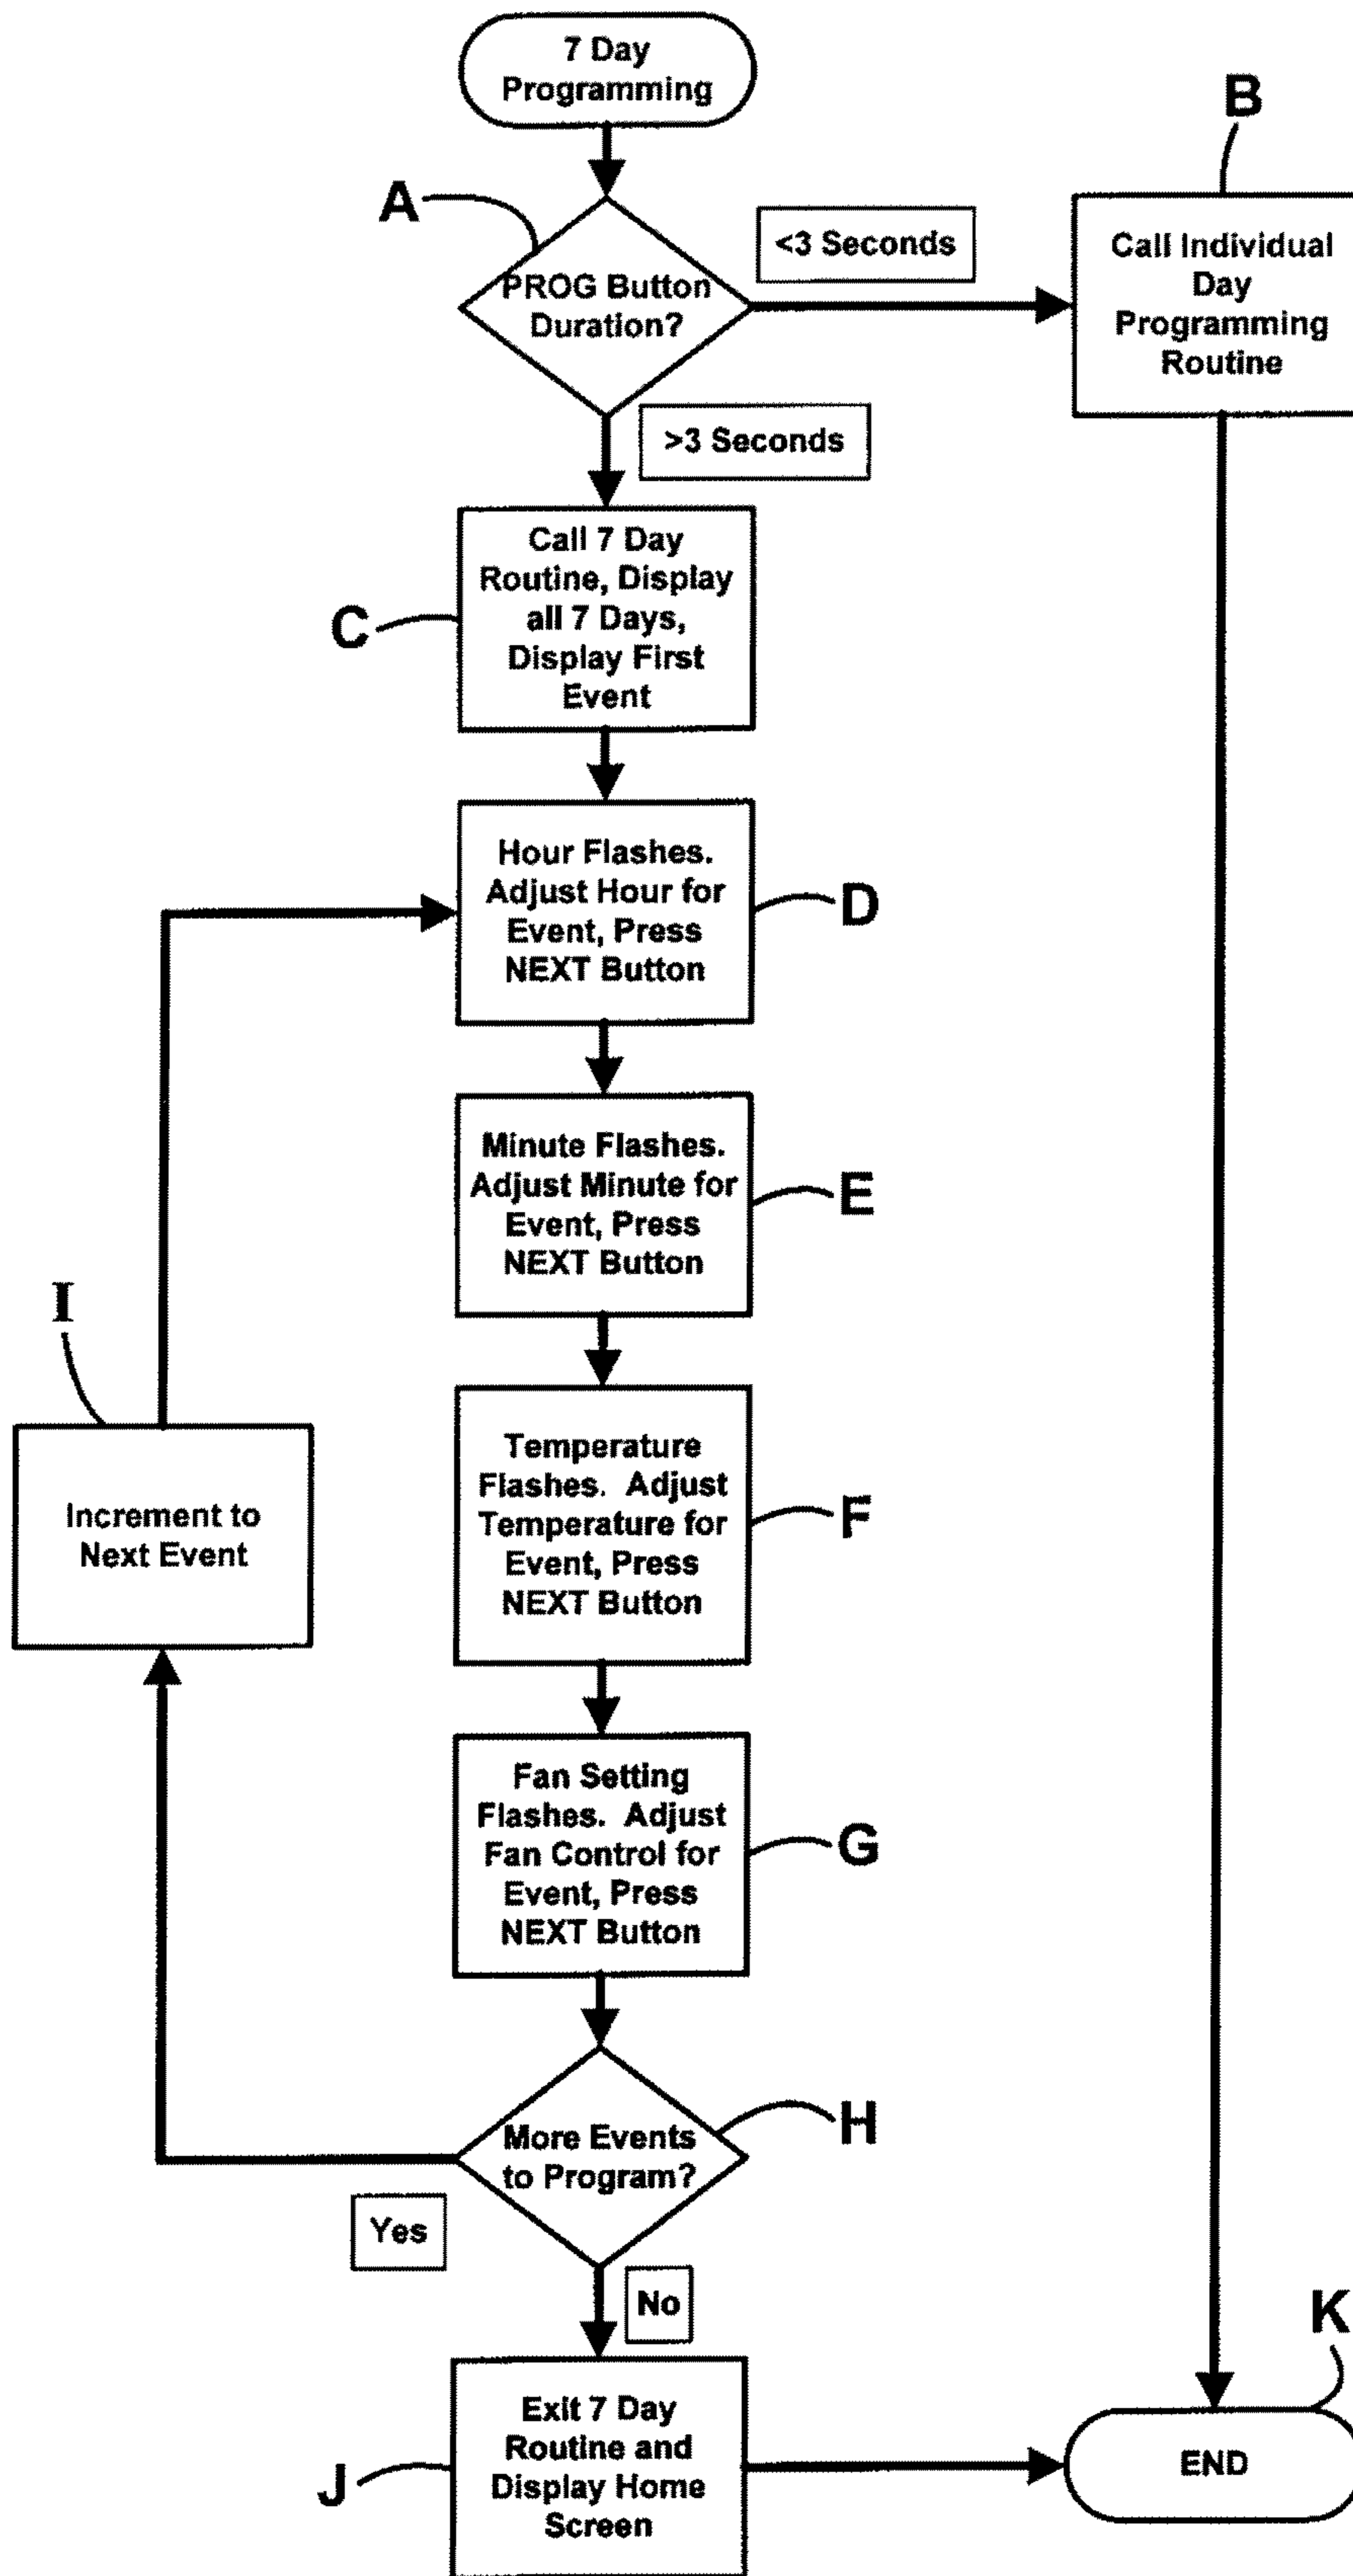 7 Day
Programming
A
B
PROG Button
Duration?
<3 Seconds
Call Individual
Day
Programming
Routine
>3 Seconds
C
Call 7 Day
Routine, Display
all 7 Days,
Display First
Event
Hour Flashes.
Adjust Hour for
Event, Press
NEXT Button
D
Minute Flashes.
Adjust Minute for
Event, Press
NEXT Button
E
I
Increment to
Next Event
Temperature
Flashes. Adjust
Temperature for
Event, Press
NEXT Button
F
Fan Setting
Flashes. Adjust
Fan Control for
Event, Press
NEXT Button
G
More Events
to Program?
H
Yes
No
J
Exit 7 Day
Routine and
Display Home
Screen
K
END